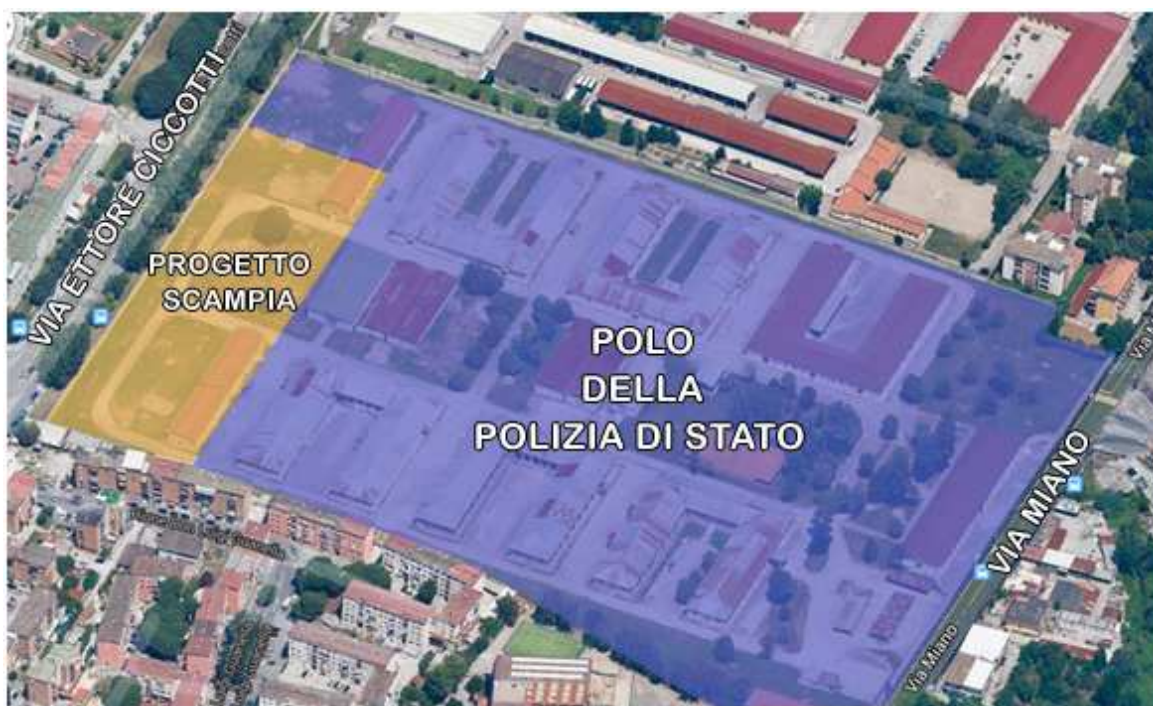 VIA ETTORE CICCOTTI
PROGETTO
SCAMPIA
POLO
DELLA
POLIZIA DI STATO
VIA MIANO
Via Miano